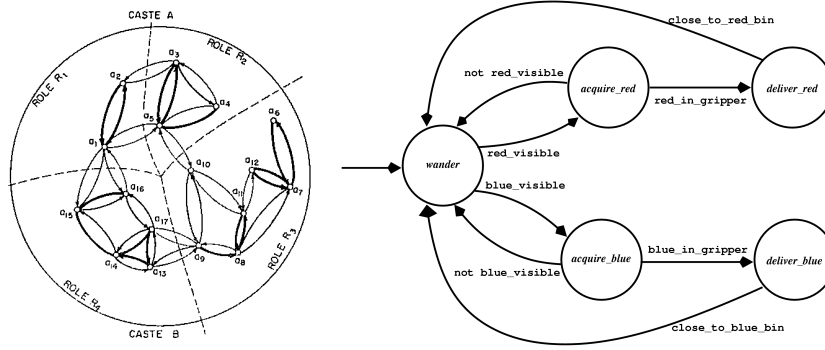 CASTE A
ROLE R₁
ROLE R₂
a₃
a₂
a₄
a₅
a₆
a₁
a₁₀
a₁₂
a₇
a₁₆
a₁₁
a₁₅
a₁₇
a₁₄
a₁₃
a₉
a₈
ROLE R₃
ROLE R₄
CASTE B
close_to_red_bin
not red_visible
acquire_red
deliver_red
red_in_gripper
wander
red_visible
blue_visible
blue_in_gripper
acquire_blue
deliver_blue
not blue_visible
close_to_blue_bin